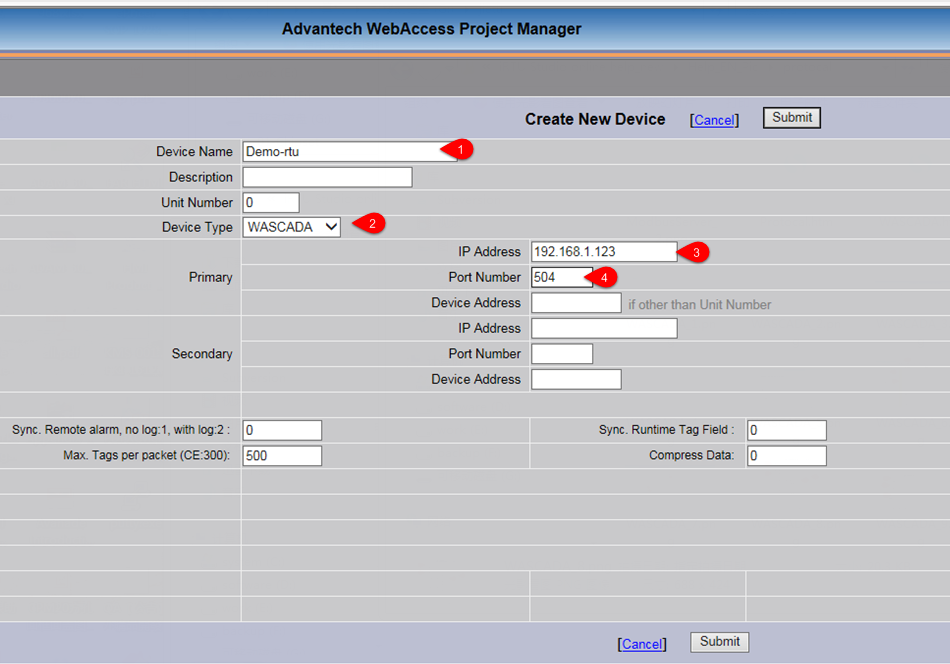 Advantech WebAccess Project Manager
Create New Device [Cancel] Submit
Device Name Demo-rtu 1
Description
Unit Number 0
Device Type WASCADA 2
Primary
IP Address 192.168.1.123 3
Port Number 504 4
Device Address if other than Unit Number
Secondary
IP Address
Port Number
Device Address
Sync. Remote alarm, no log:1, with log:2 : 0 Sync. Runtime Tag Field : 0
Max. Tags per packet (CE:300): 500 Compress Data: 0
[Cancel] Submit